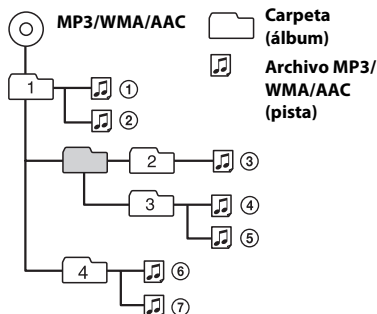 MP3/WMA/AAC
Carpeta
(álbum)
Archivo MP3/
WMA/AAC
(pista)
1
①
②
2
③
3
④
⑤
4
⑥
⑦